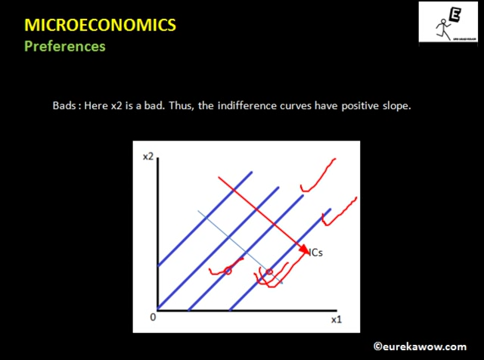 MICROECONOMICS
Preferences
E
Bads : Here x2 is a bad. Thus, the indifference curves have positive slope.
x2
ICs
0
x1
©eurekawow.com